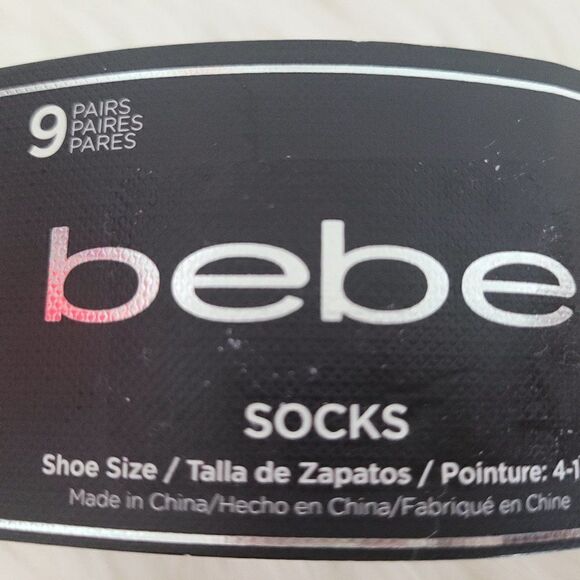 9 PAIRS
PAIRES
PARES
bebe
SOCKS
Shoe Size / Talla de Zapatos / Pointure: 4-1
Made in China/Hecho en China/Fabriqué en Chine